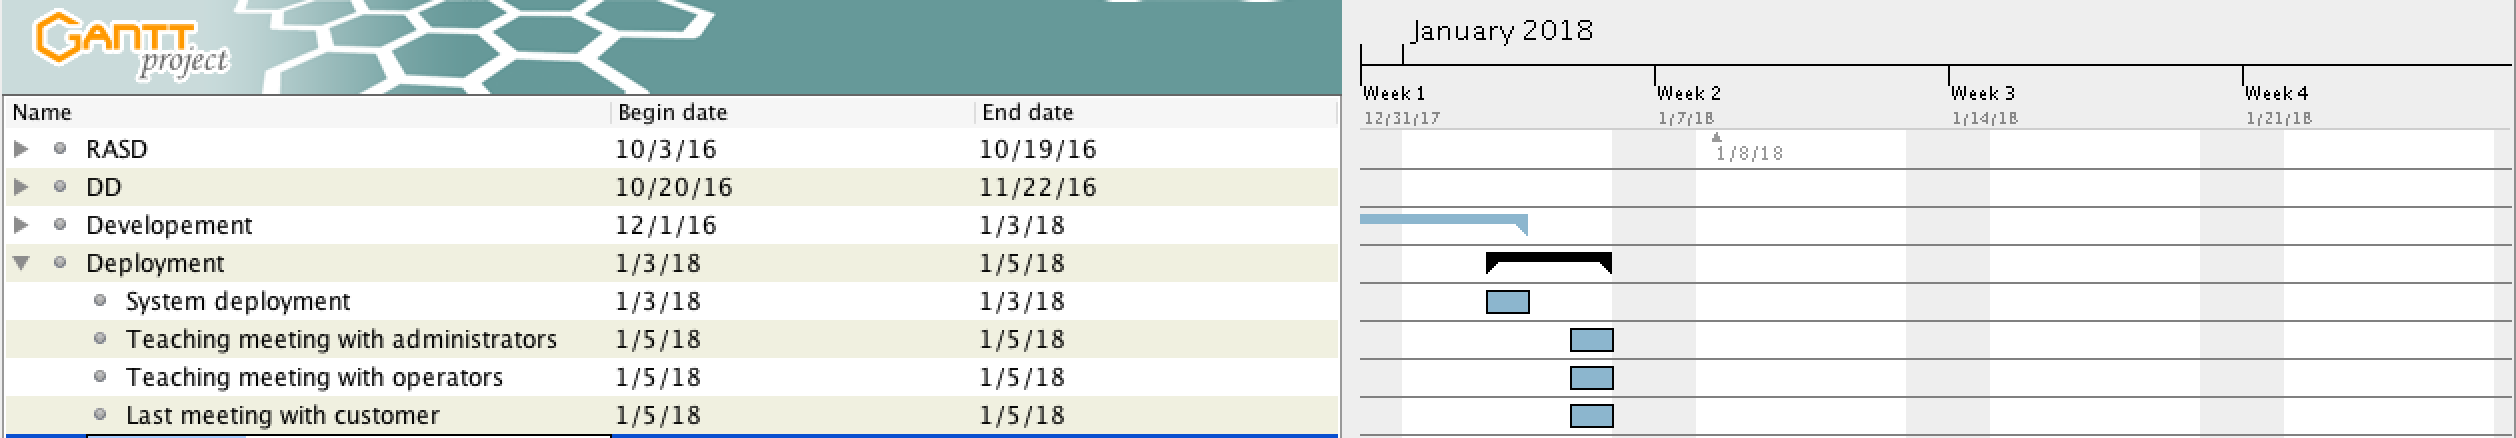 GANTT
project
January 2018
Week 1 Week 2 Week 3 Week 4
12/31/17 1/7/18 1/14/18 1/21/18
1/8/18
Name Begin date End date
RASD 10/3/16 10/19/16
DD 10/20/16 11/22/16
Developement 12/1/16 1/3/18
Deployment 1/3/18 1/5/18
System deployment 1/3/18 1/3/18
Teaching meeting with administrators 1/5/18 1/5/18
Teaching meeting with operators 1/5/18 1/5/18
Last meeting with customer 1/5/18 1/5/18